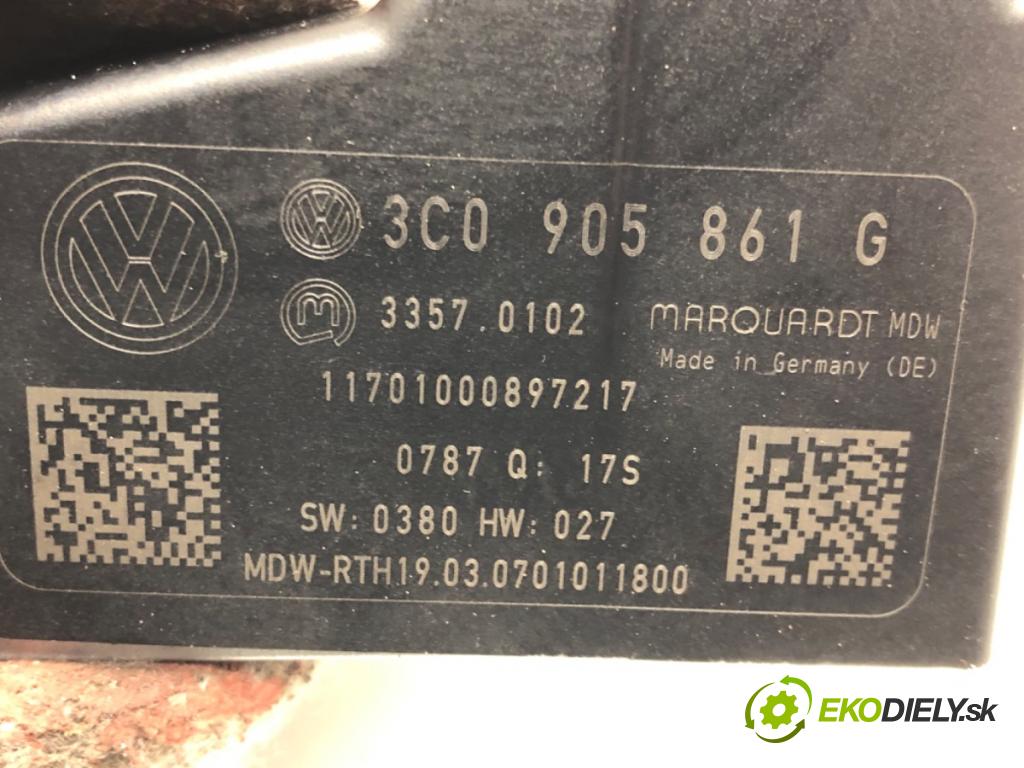 3C0 905 861 G
3357.0102 MARQUARDT MDW
Made in Germany (DE)
11701000897217
0787 Q: 17S
SW: 0380 HW: 027
MDW-RTH19.03.0701011800
EKODIELY.sk